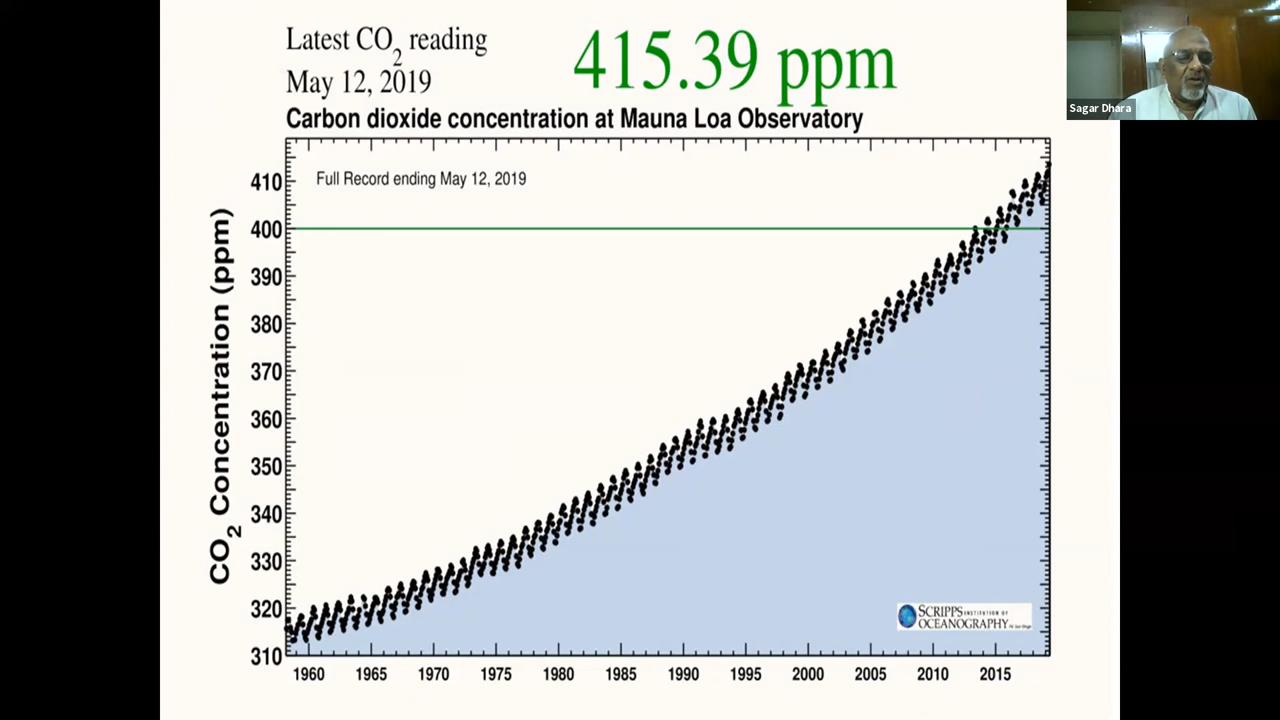 Latest CO2 reading
May 12, 2019
415.39 ppm
Carbon dioxide concentration at Mauna Loa Observatory
Sagar Dhara
Full Record ending May 12, 2019
CO2 Concentration (ppm)
410
400
390
380
370
360
350
340
330
320
310
1960 1965 1970 1975 1980 1985 1990 1995 2000 2005 2010 2015
SCRIPPS INSTITUTION OF
OCEANOGRAPHY